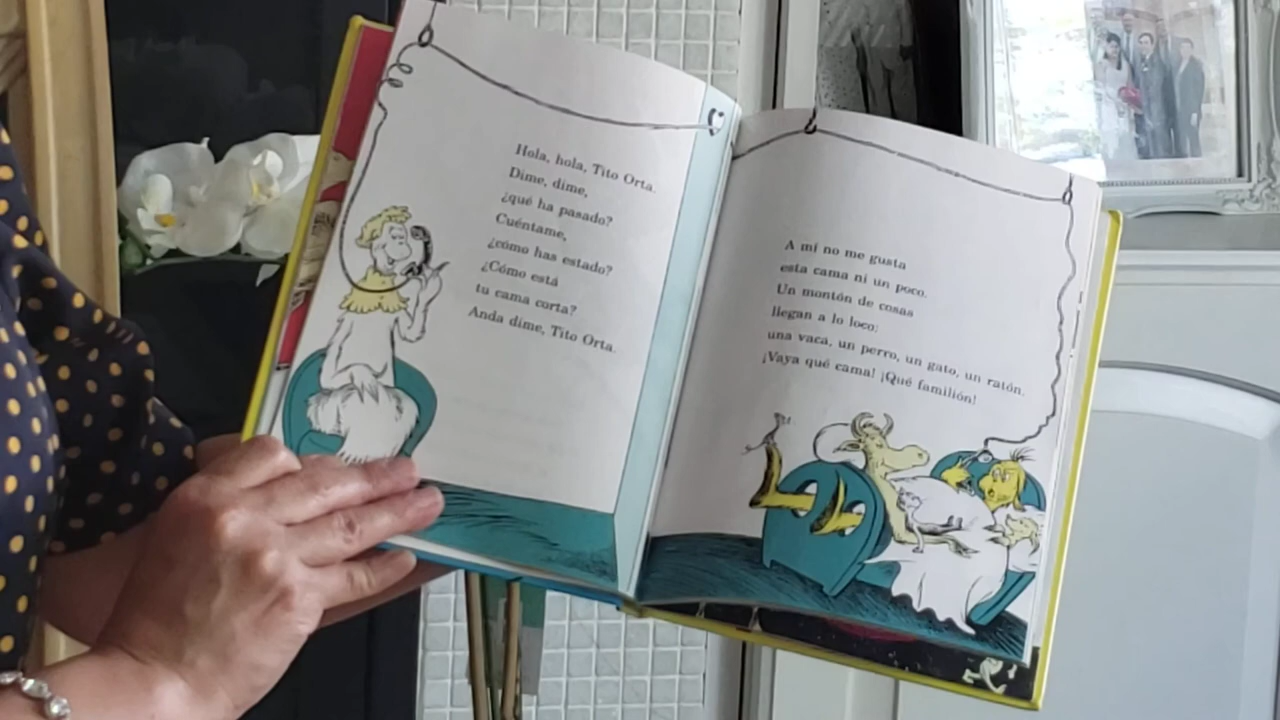 Hola, hola, Tito Orta.
Dime, dime,
¿qué ha pasado?
Cuéntame,
¿cómo has estado?
¿Cómo está
tu cama corta?
Anda dime, Tito Orta.
A mí no me gusta
esta cama ni un poco.
Un montón de cosas
llegan a lo loco:
una vaca, un perro, un gato, un ratón.
¡Vaya qué cama! ¡Qué familión!